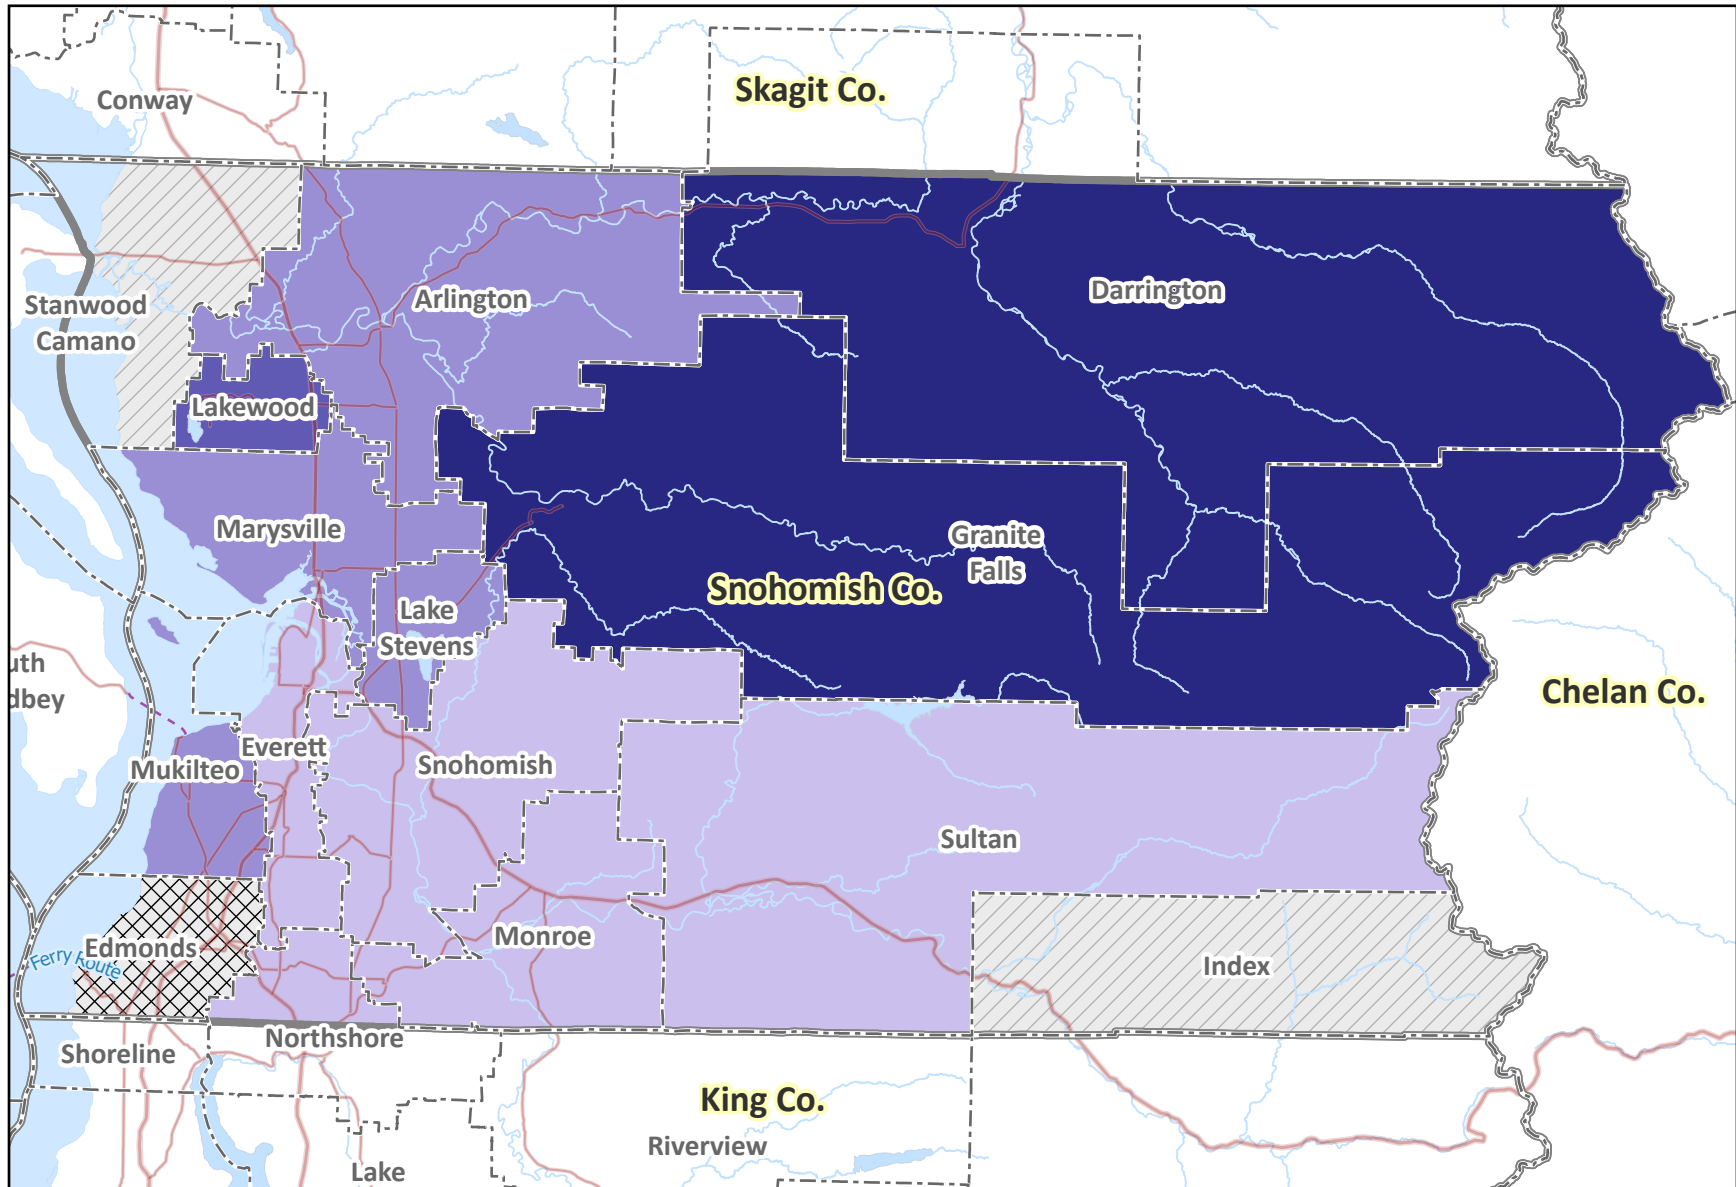 Conway
Skagit Co.
Stanwood
Camano
Arlington
Darrington
Lakewood
Marysville
Granite
Falls
Snohomish Co.
Lake
Stevens
uth
dbey
Chelan Co.
Everett
Mukilteo
Snohomish
Sultan
Edmonds
Ferry Route
Monroe
Index
Northshore
Shoreline
King Co.
Riverview
Lake